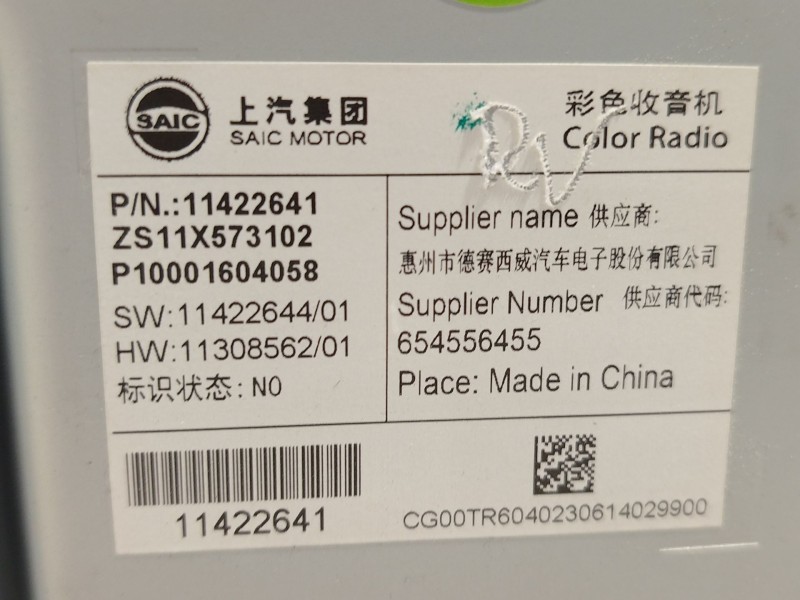 SAIC
上汽集团
SAIC MOTOR
彩色收音机
Color Radio
RV
P/N.:11422641
ZS11X573102
P10001604058
SW:11422644/01
HW:11308562/01
标识状态: NO
Supplier name 供应商:
惠州市德赛西威汽车电子股份有限公司
Supplier Number 供应商代码:
654556455
Place: Made in China
11422641
CG00TR6040230614029900